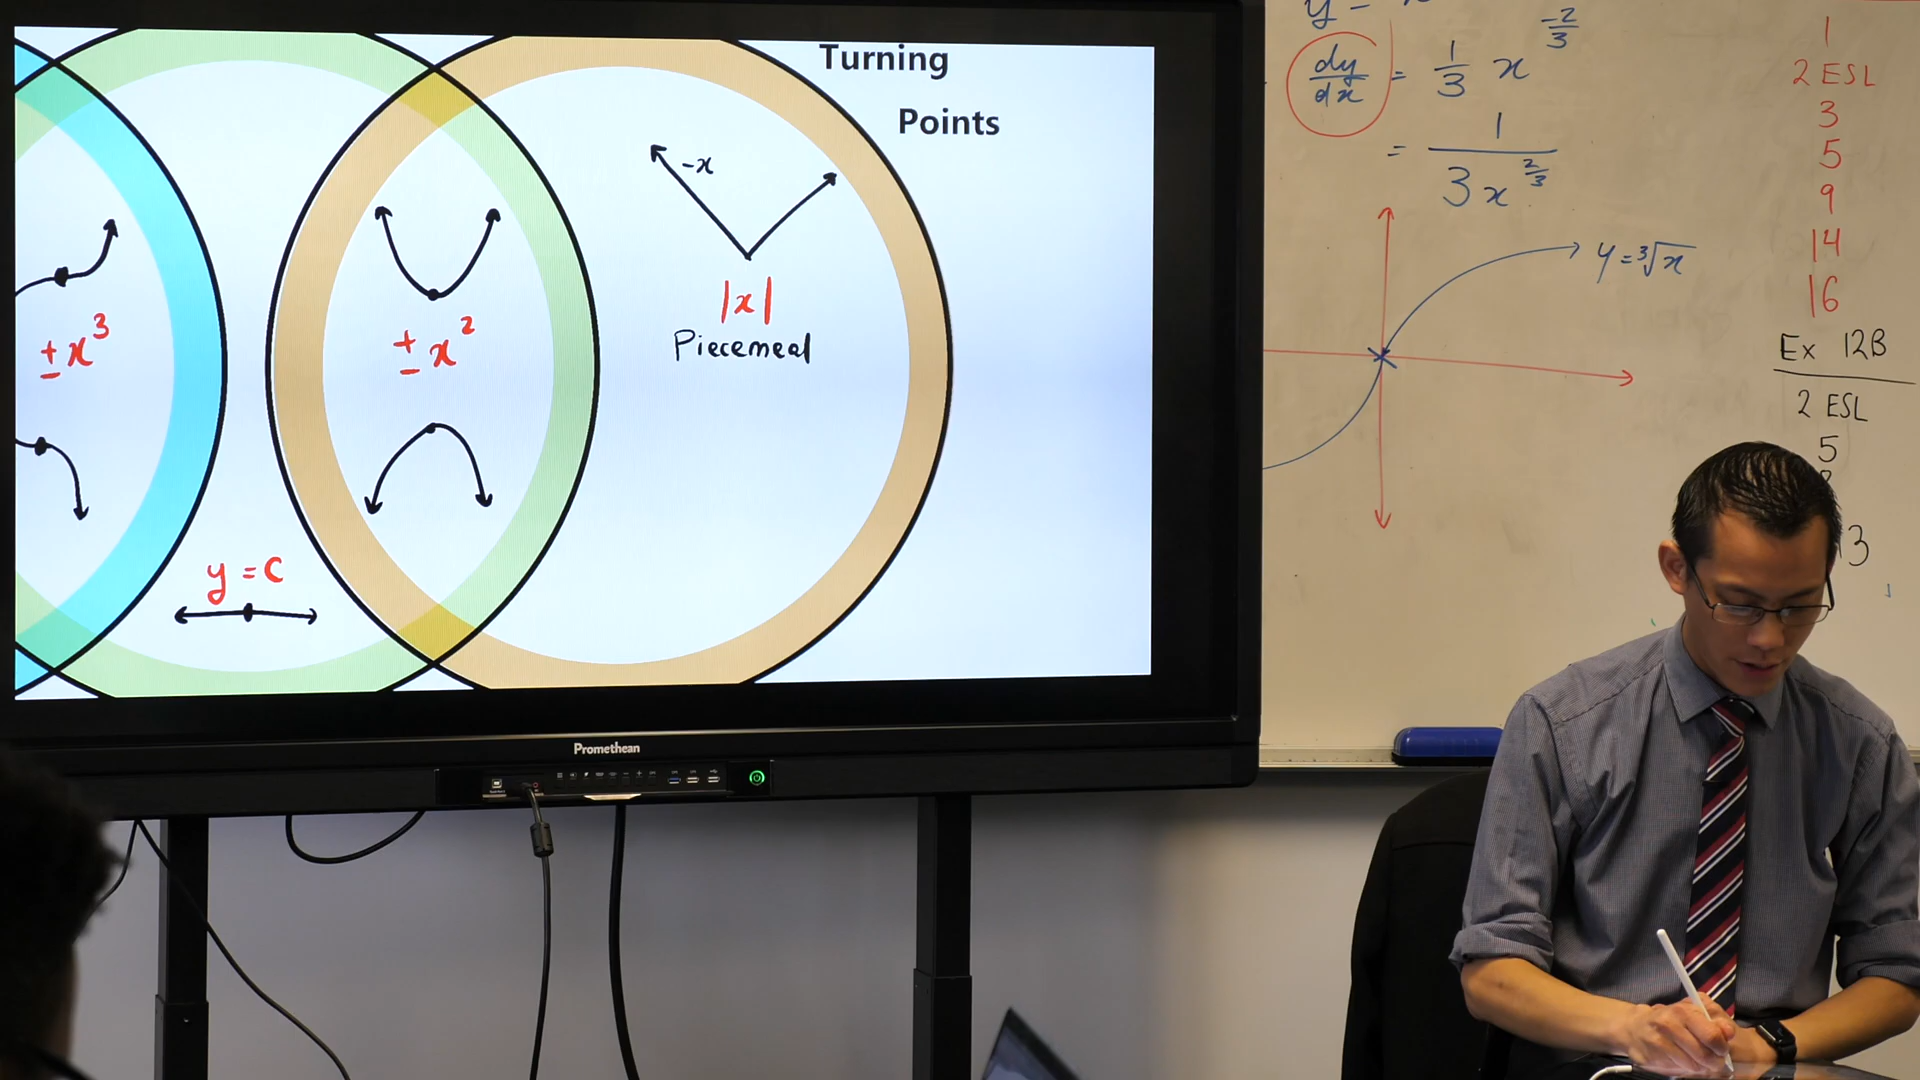 Turning
Points
-x
|x|
Piecemeal
± x³
± x²
y = c
Promethean
dy/dx = 1/3 x^(-2/3)
= 1/(3x^(2/3))
y = ³√x
1
2 ESL
3
5
9
14
16
Ex 12B
2 ESL
5